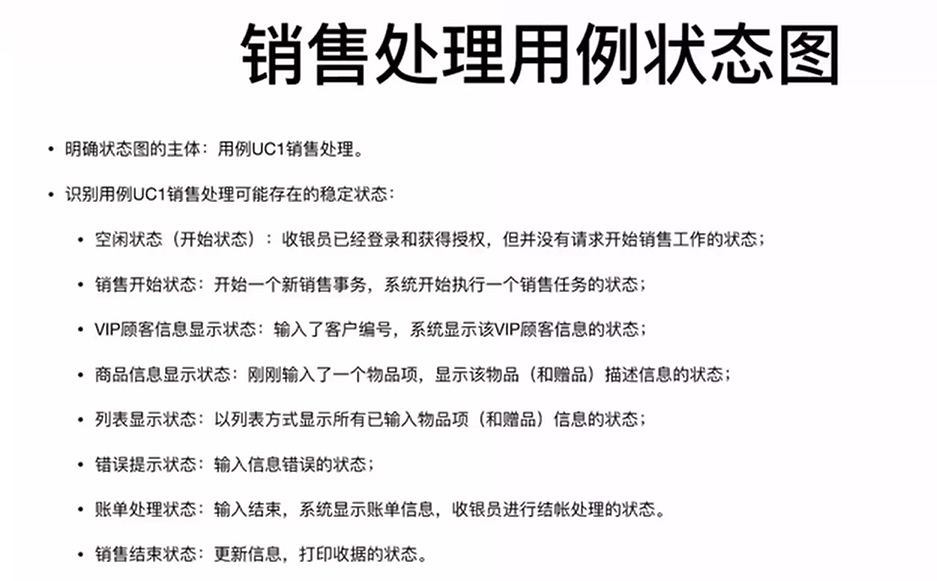 销售处理用例状态图
• 明确状态图的主体：用例UC1销售处理。
• 识别用例UC1销售处理可能存在的稳定状态：
• 空闲状态（开始状态）：收银员已经登录和获得授权，但并没有请求开始销售工作的状态；
• 销售开始状态：开始一个新销售事务，系统开始执行一个销售任务的状态；
• VIP顾客信息显示状态：输入了客户编号，系统显示该VIP顾客信息的状态；
• 商品信息显示状态：刚刚输入了一个物品项，显示该物品（和赠品）描述信息的状态；
• 列表显示状态：以列表方式显示所有已输入物品项（和赠品）信息的状态；
• 错误提示状态：输入信息错误的状态；
• 账单处理状态：输入结束，系统显示账单信息，收银员进行结帐处理的状态。
• 销售结束状态：更新信息，打印收据的状态。